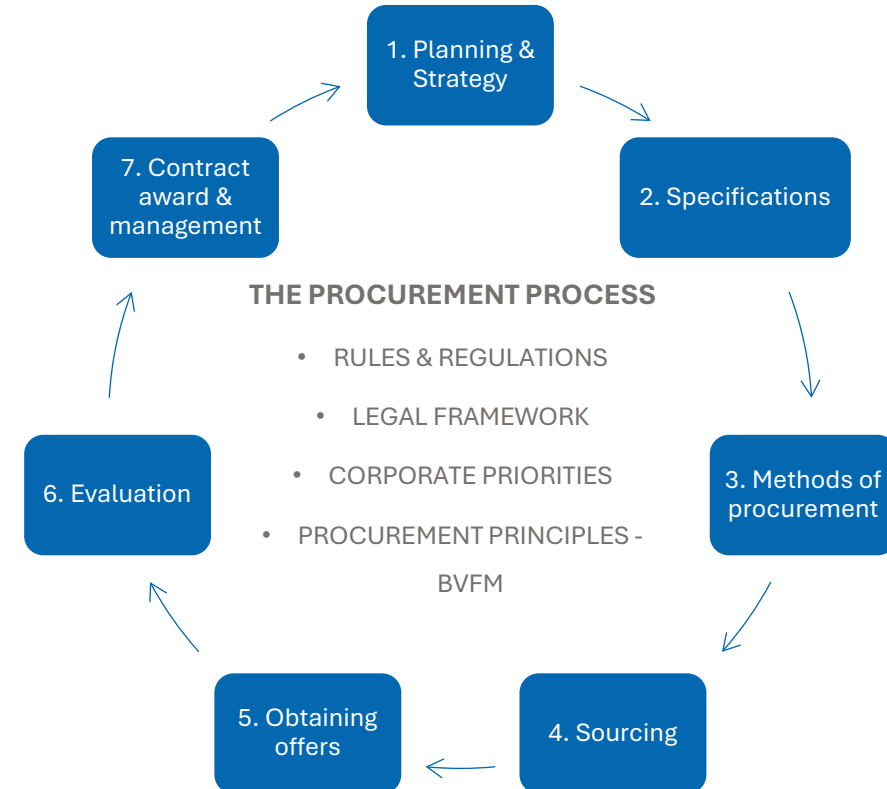 1. Planning &
Strategy
2. Specifications
3. Methods of
procurement
4. Sourcing
5. Obtaining
offers
6. Evaluation
7. Contract
award &
management
THE PROCUREMENT PROCESS
• RULES & REGULATIONS
• LEGAL FRAMEWORK
• CORPORATE PRIORITIES
• PROCUREMENT PRINCIPLES -
BVFM